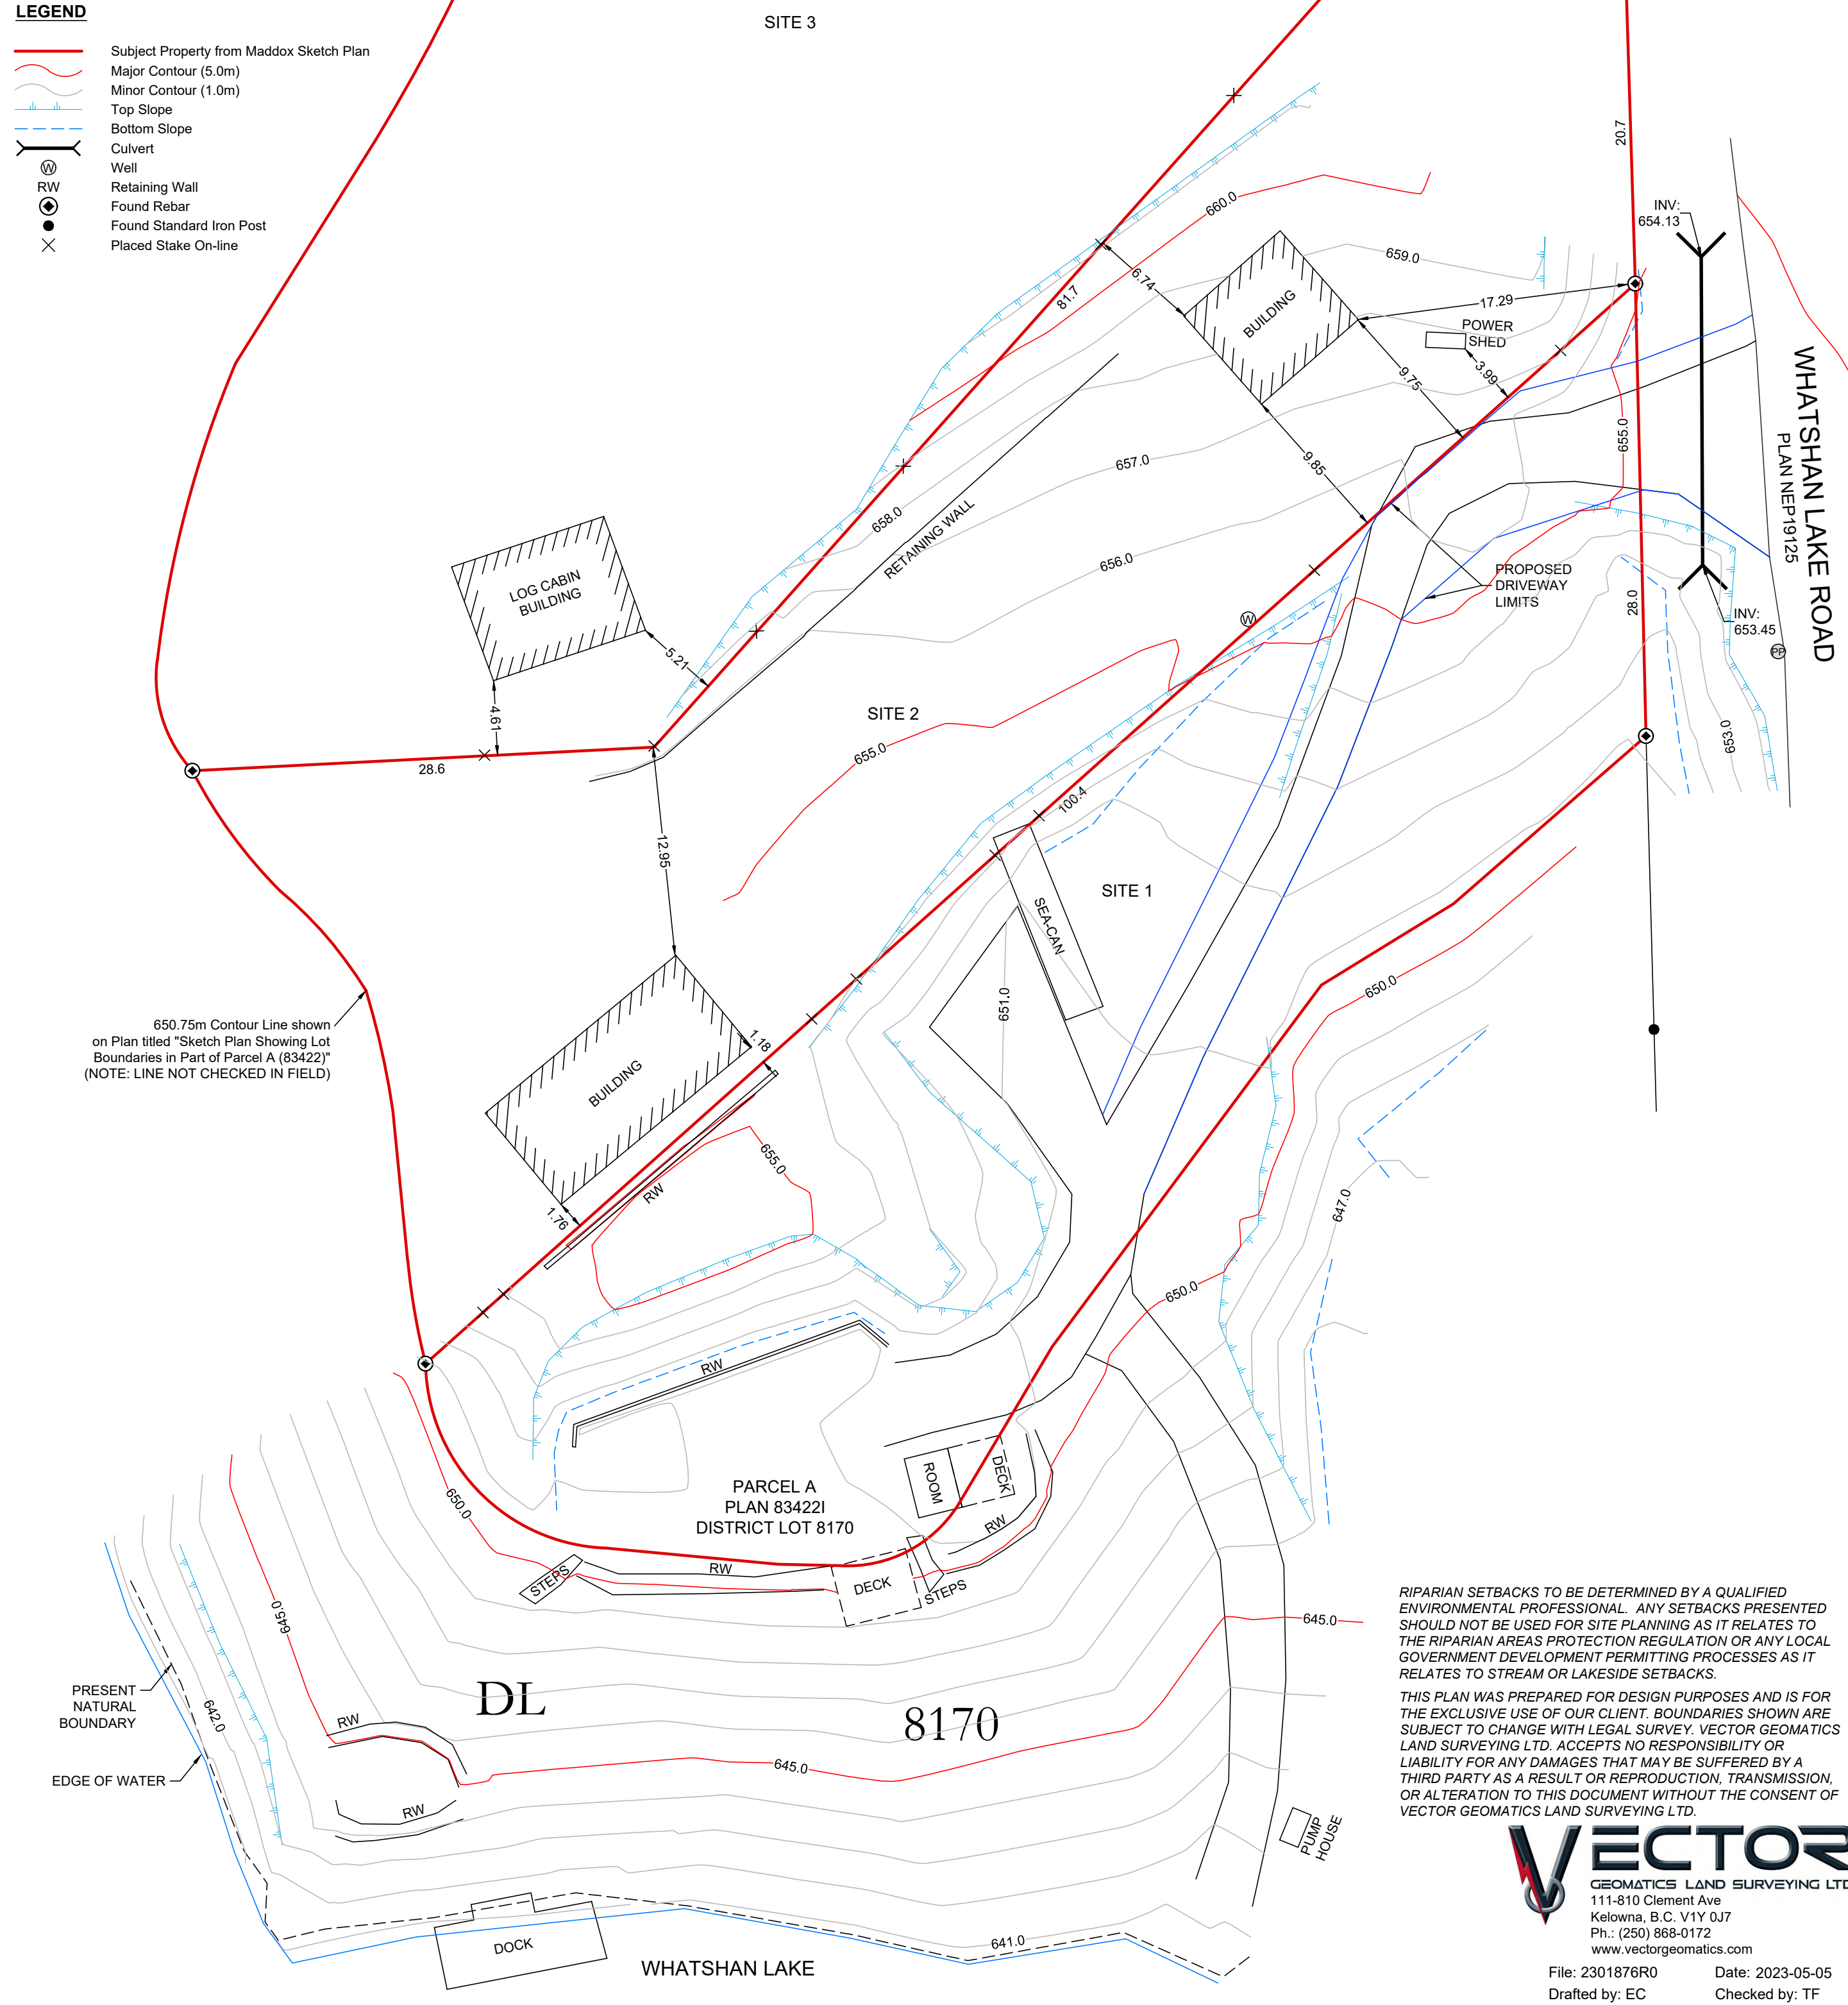 LEGEND
Subject Property from Maddox Sketch Plan
Major Contour (5.0m)
Minor Contour (1.0m)
Top Slope
Bottom Slope
Culvert
W
Well
RW
Retaining Wall
Found Rebar
Found Standard Iron Post
Placed Stake On-line
SITE 3
20.7
660.0
INV:
654.13
659.0
6.74
81.7
BUILDING
17.29
POWER
SHED
3.99
9.75
WHATSHAN LAKE ROAD
PLAN NEP19125
655.0
657.0
9.85
658.0
RETAINING WALL
656.0
LOG CABIN
BUILDING
PROPOSED
DRIVEWAY
LIMITS
28.0
INV:
653.45
W
PP
5.21
4.61
SITE 2
653.0
655.0
28.6
100.4
12.95
SITE 1
SEA-CAN
651.0
650.0
650.75m Contour Line shown
on Plan titled "Sketch Plan Showing Lot
Boundaries in Part of Parcel A (83422)"
(NOTE: LINE NOT CHECKED IN FIELD)
1.18
BUILDING
655.0
RW
1.76
647.0
650.0
RW
650.0
PARCEL A
PLAN 83422I
DISTRICT LOT 8170
ROOM
DECK
RW
RW
STEPS
DECK
STEPS
645.0
645.0
RIPARIAN SETBACKS TO BE DETERMINED BY A QUALIFIED
ENVIRONMENTAL PROFESSIONAL. ANY SETBACKS PRESENTED
SHOULD NOT BE USED FOR SITE PLANNING AS IT RELATES TO
THE RIPARIAN AREAS PROTECTION REGULATION OR ANY LOCAL
GOVERNMENT DEVELOPMENT PERMITTING PROCESSES AS IT
RELATES TO STREAM OR LAKESIDE SETBACKS.
THIS PLAN WAS PREPARED FOR DESIGN PURPOSES AND IS FOR
THE EXCLUSIVE USE OF OUR CLIENT. BOUNDARIES SHOWN ARE
SUBJECT TO CHANGE WITH LEGAL SURVEY. VECTOR GEOMATICS
LAND SURVEYING LTD. ACCEPTS NO RESPONSIBILITY OR
LIABILITY FOR ANY DAMAGES THAT MAY BE SUFFERED BY A
THIRD PARTY AS A RESULT OR REPRODUCTION, TRANSMISSION,
OR ALTERATION TO THIS DOCUMENT WITHOUT THE CONSENT OF
VECTOR GEOMATICS LAND SURVEYING LTD.
PRESENT
NATURAL
BOUNDARY
642.0
DL
8170
RW
EDGE OF WATER
645.0
RW
PUMP
HOUSE
DOCK
641.0
WHATSHAN LAKE
VECTOR
GEOMATICS LAND SURVEYING LTD
111-810 Clement Ave
Kelowna, B.C. V1Y 0J7
Ph.: (250) 868-0172
www.vectorgeomatics.com
File: 2301876R0
Date: 2023-05-05
Drafted by: EC
Checked by: TF